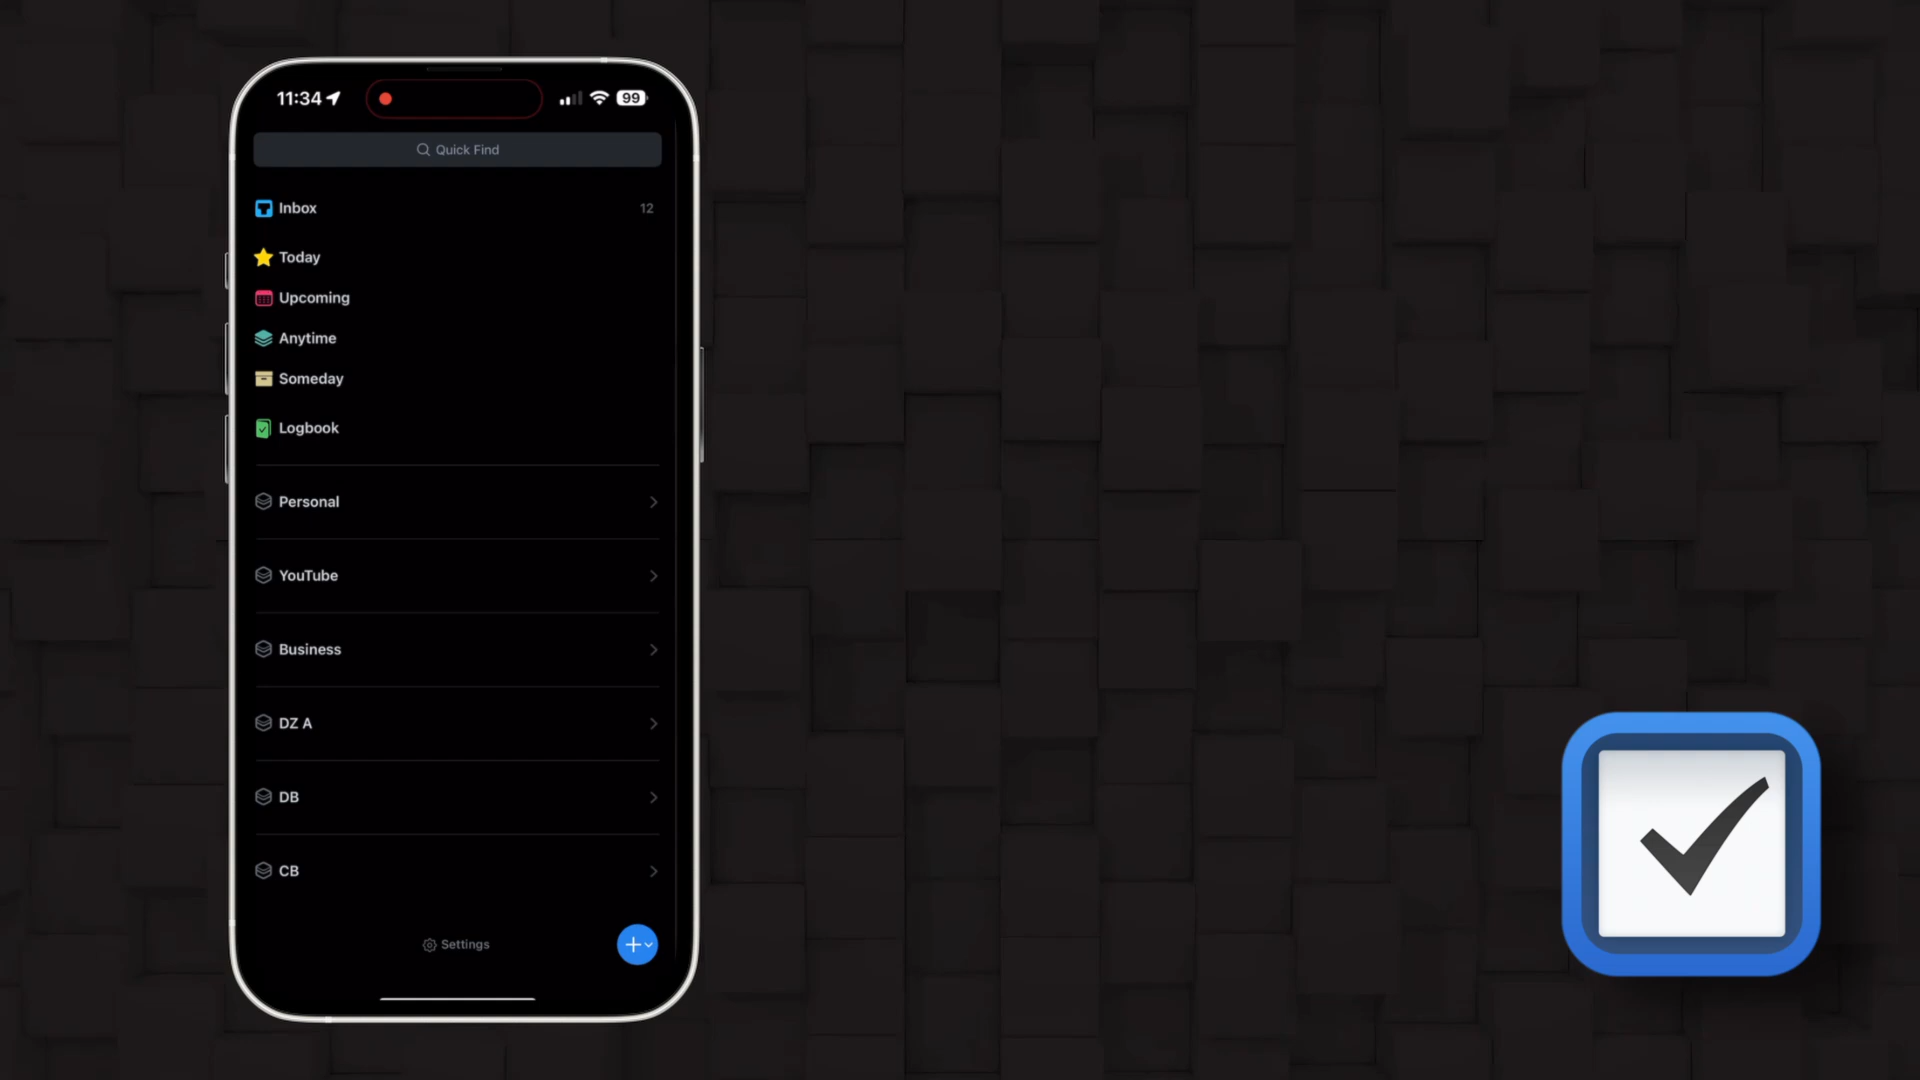 11:34 99
Quick Find
Inbox 12
Today
Upcoming
Anytime
Someday
Logbook
Personal
YouTube
Business
DZ A
DB
CB
Settings